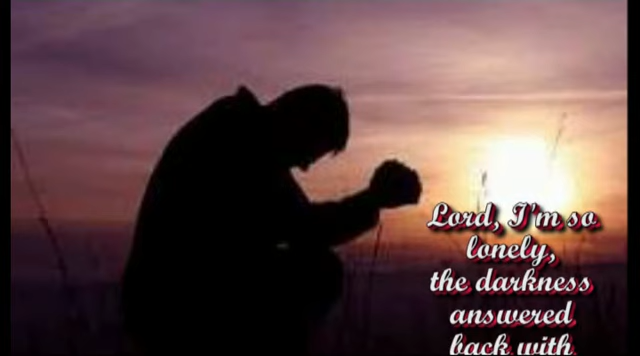 Lord, I'm so
lonely,
the darkness
answered
back with